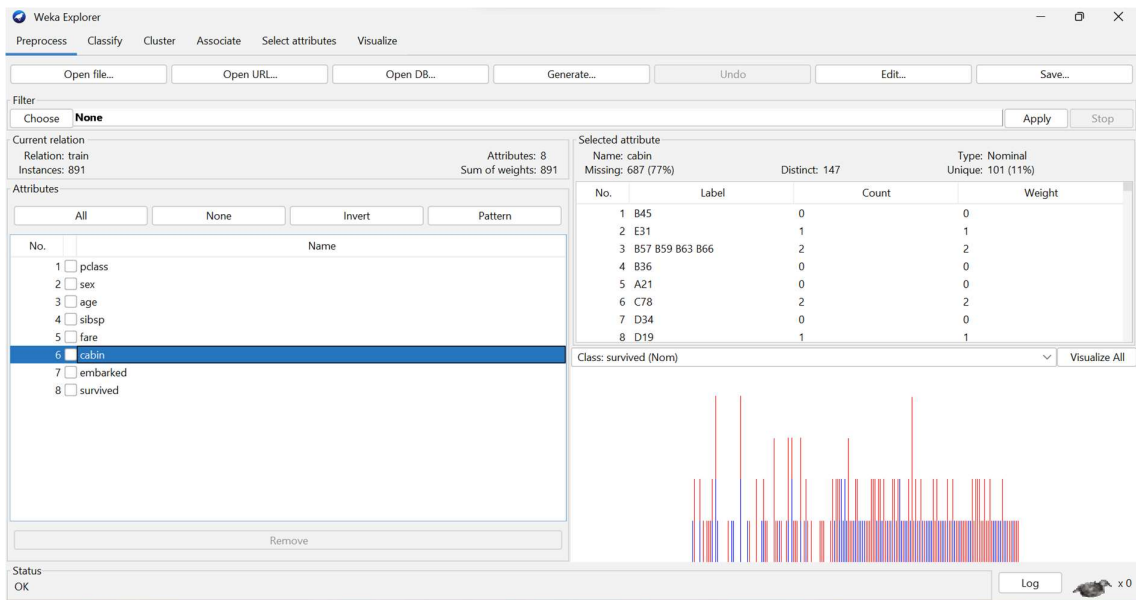 Weka Explorer
Preprocess Classify Cluster Associate Select attributes Visualize
Open file... Open URL... Open DB... Generate... Undo Edit... Save...
Filter
Choose None Apply Stop
Current relation
Relation: train Attributes: 8
Instances: 891 Sum of weights: 891
Attributes
All None Invert Pattern
No. Name
1 pclass
2 sex
3 age
4 sibsp
5 fare
6 cabin
7 embarked
8 survived
Remove
Selected attribute
Name: cabin Type: Nominal
Missing: 687 (77%) Distinct: 147 Unique: 101 (11%)
No. Label Count Weight
1 B45 0 0
2 E31 1 1
3 B57 B59 B63 B66 2 2
4 B36 0 0
5 A21 0 0
6 C78 2 2
7 D34 0 0
8 D19 1 1
Class: survived (Nom) Visualize All
Status
OK Log x 0